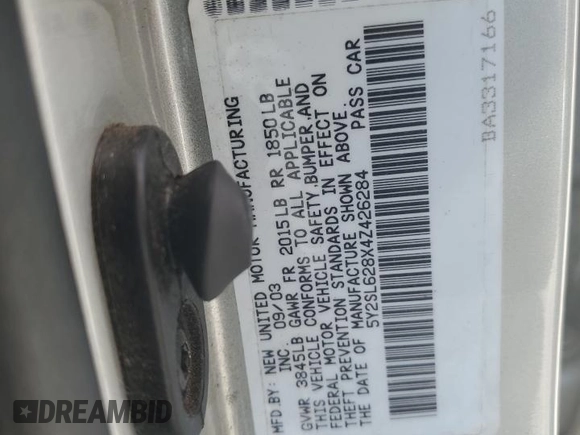 MFD BY: NEW UNITED MOTOR MANUFACTURING
INC. 09/03
GVWR 3845LB GAWR FR 2015LB RR 1850LB
THIS VEHICLE CONFORMS TO ALL APPLICABLE
FEDERAL MOTOR VEHICLE SAFETY, BUMPER, AND
THEFT PREVENTION STANDARDS IN EFFECT ON
THE DATE OF MANUFACTURE SHOWN ABOVE.
5Y2SL628X4Z426284 PASS CAR
BA3317166
DREAMBID